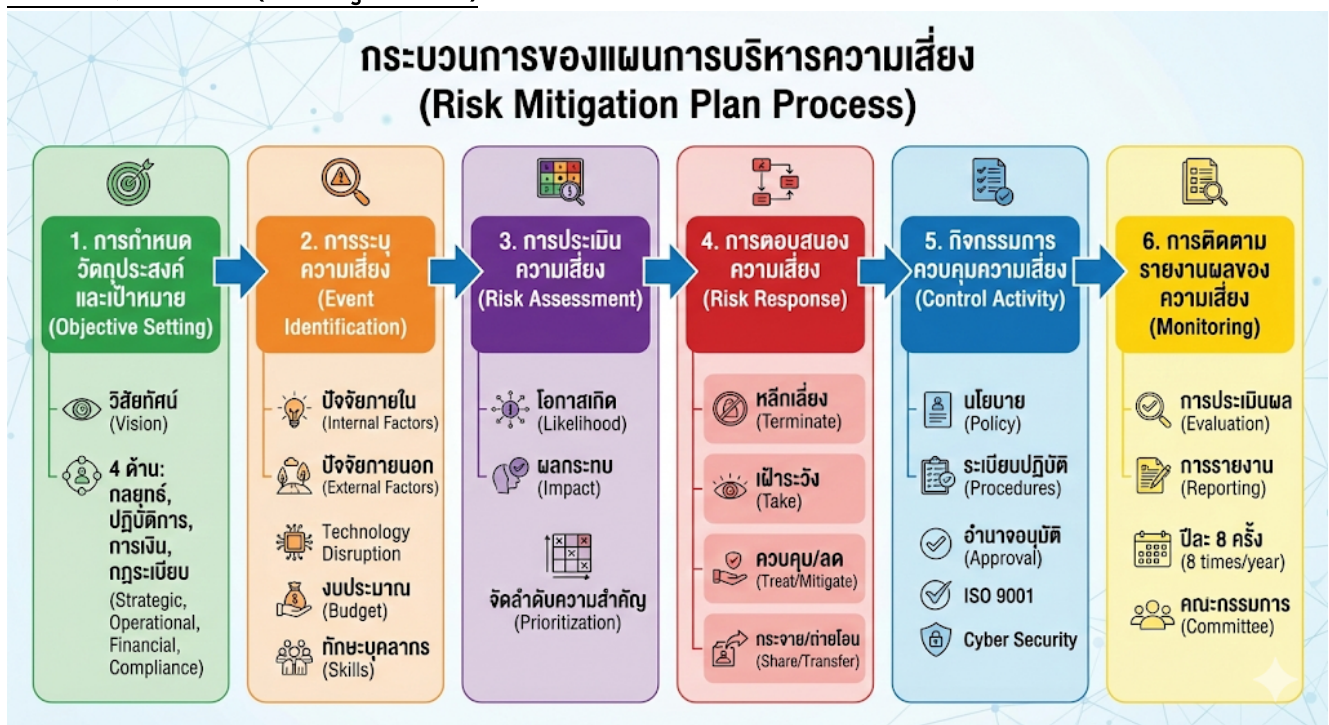 กระบวนการของแผนการบริหารความเสี่ยง
(Risk Mitigation Plan Process)
1. การกำหนด
วัตถุประสงค์
และเป้าหมาย
(Objective Setting)
วิสัยทัศน์
(Vision)
4 ด้าน:
กลยุทธ์,
ปฏิบัติการ,
การเงิน,
กฎระเบียบ
(Strategic,
Operational,
Financial,
Compliance)
2. การระบุ
ความเสี่ยง
(Event
Identification)
ปัจจัยภายใน
(Internal Factors)
ปัจจัยภายนอก
(External Factors)
Technology
Disruption
งบประมาณ
(Budget)
ทักษะบุคลากร
(Skills)
3. การประเมิน
ความเสี่ยง
(Risk Assessment)
โอกาสเกิด
(Likelihood)
ผลกระทบ
(Impact)
จัดลำดับความสำคัญ
(Prioritization)
4. การตอบสนอง
ความเสี่ยง
(Risk Response)
หลีกเลี่ยง
(Terminate)
เฝ้าระวัง
(Take)
ควบคุม/ลด
(Treat/Mitigate)
กระจาย/ถ่ายโอน
(Share/Transfer)
5. กิจกรรมการ
ควบคุมความเสี่ยง
(Control Activity)
นโยบาย
(Policy)
ระเบียบปฏิบัติ
(Procedures)
อำนาจอนุมัติ
(Approval)
ISO 9001
Cyber Security
6. การติดตาม
รายงานผลของ
ความเสี่ยง
(Monitoring)
การประเมินผล
(Evaluation)
การรายงาน
(Reporting)
ปีละ 8 ครั้ง
(8 times/year)
คณะกรรมการ
(Committee)